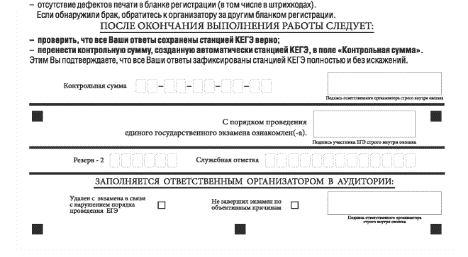 – отсутствие дефектов печати в бланке регистрации (в том числе в штрихкодах).
Если обнаружили брак, обратитесь к организатору за другим бланком регистрации.
ПОСЛЕ ОКОНЧАНИЯ ВЫПОЛНЕНИЯ РАБОТЫ СЛЕДУЕТ:
– проверить, что все Ваши ответы сохранены станцией КЕГЭ верно;
– перенести контрольную сумму, созданную автоматически станцией КЕГЭ, в поле «Контрольная сумма».
Этим Вы подтверждаете, что все Ваши ответы зафиксированы станцией КЕГЭ полностью и без искажений.
Контрольная сумма
Подпись ответственного организатора строго внутри окошка
С порядком проведения
единого государственного экзамена ознакомлен(-а).
Подпись участника ЕГЭ строго внутри окошка
Резерв - 2
Служебная отметка
ЗАПОЛНЯЕТСЯ ОТВЕТСТВЕННЫМ ОРГАНИЗАТОРОМ В АУДИТОРИИ:
Удален с экзамена в связи
с нарушением порядка
проведения ЕГЭ
Не завершил экзамен по
объективным причинам
Подпись ответственного организатора
строго внутри окошка